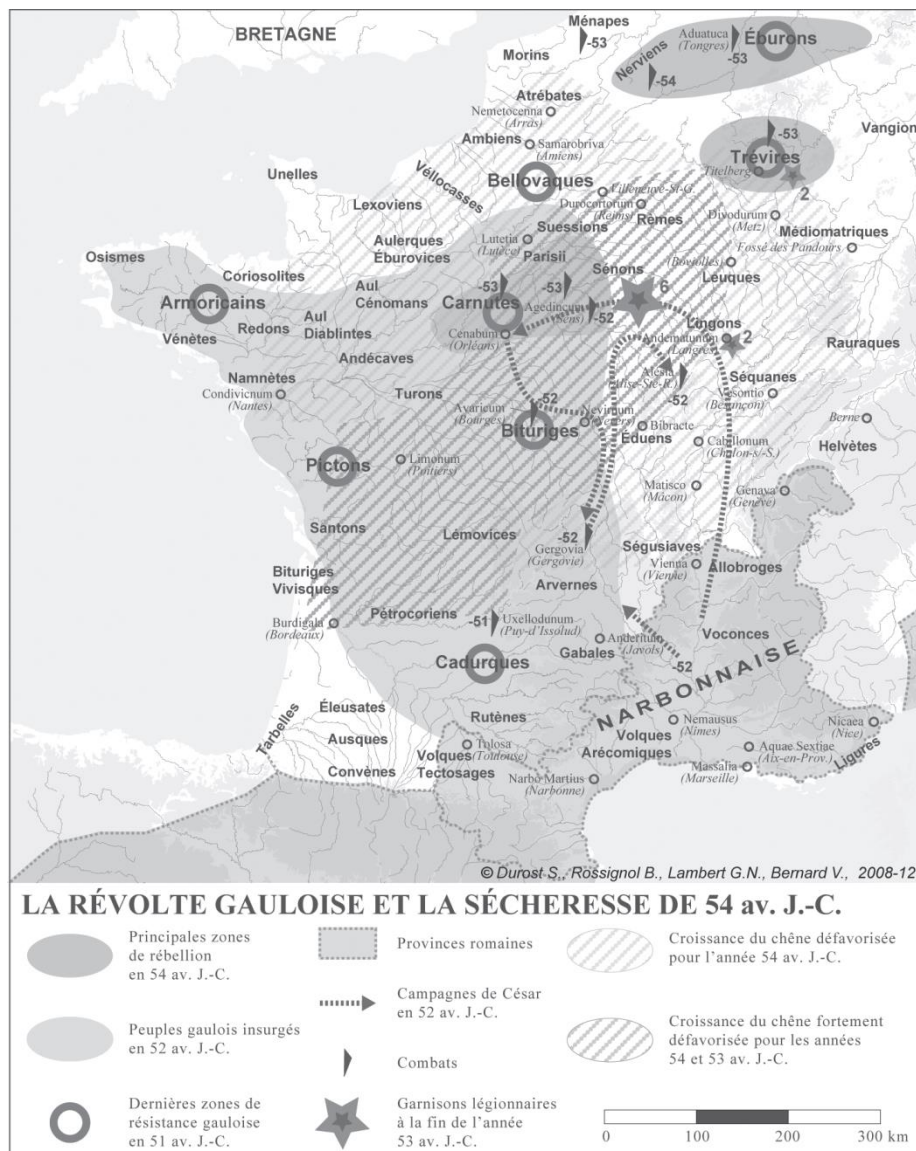 BRETAGNE
Ménapes
-53
Morins
Aduatuca
(Tongres)
-53
Éburons
Nerviens
-54
Atrébates
Nemetocenna
(Arras)
Ambiens
Samarobriva
(Amiens)
-53
Trévires
Titelberg
2
Vangion
Unelles
Véllocasses
Bellovaques
Villeneuve-St-G.
Durocortorum
(Reims)
Rèmes
Divodurum
(Metz)
Médiomatriques
Fossé des Pandours
Lexoviens
Suessions
Lutetia
(Lutèce)
Parisii
Aulerques
Éburovices
Osismes
Coriosolites
Sénons
(Boviolles)
Leuques
Armoricains
Aul
Cénomans
-53
-53
6
Carnutes
Agedincum
(Sens)
-52
Vénètes
Redons
Aul
Diablintes
Cenabum
(Orléans)
Lingons
Andematunum
(Langres)
2
Rauraques
Andécaves
Alésia
(Alise-Ste-R.)
-52
Namnètes
Condivicnum
(Nantes)
Turons
-52
Avaricum
(Bourges)
Bituriges
Nevirnum
(Nevers)
Séquanes
Vesontio
(Besançon)
Bibracte
Éduens
Cabillonum
(Chalon-s/-S.)
Berne
Helvètes
Pictons
Limonum
(Poitiers)
Matisco
(Mâcon)
Genava
(Genève)
Santons
Lémovices
-52
Gergovia
(Gergovie)
Ségusiaves
Vienna
(Vienne)
Allobroges
Bituriges
Vivisques
Arvernes
Burdigala
(Bordeaux)
Pétrocoriens
-51
Uxellodunum
(Puy-d'Issolud)
Anderitum
(Javols)
Gabales
Voconces
-52
Cadurques
NARBONNAISE
Éleusates
Rutènes
Tarbelles
Ausques
Convènes
Volques
Tectosages
Tolosa
(Toulouse)
Volques
Arécomiques
Nemausus
(Nîmes)
Nicaea
(Nice)
Aquae Sextiae
(Aix-en-Prov.)
Ligures
Massalia
(Marseille)
Narbo Martius
(Narbonne)
© Durost S., Rossignol B., Lambert G.N., Bernard V., 2008-12
LA RÉVOLTE GAULOISE ET LA SÉCHERESSE DE 54 av. J.-C.
Principales zones
de rébellion
en 54 av. J.-C.
Provinces romaines
Croissance du chêne défavorisée
pour l'année 54 av. J.-C.
Peuples gaulois insurgés
en 52 av. J.-C.
Campagnes de César
en 52 av. J.-C.
Combats
Croissance du chêne fortement
défavorisée pour les années
54 et 53 av. J.-C.
Dernières zones de
résistance gauloise
en 51 av. J.-C.
Garnisons légionnaires
à la fin de l'année
53 av. J.-C.
0 100 200 300 km